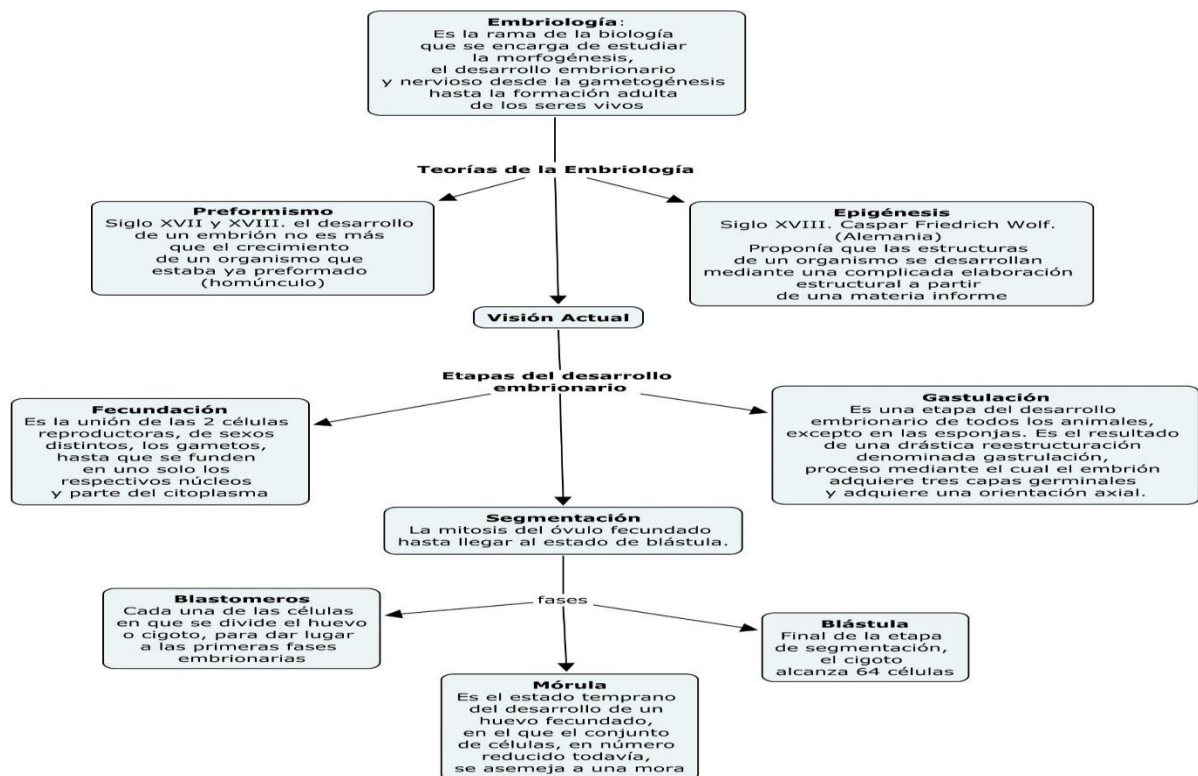 Embriología:
Es la rama de la biología
que se encarga de estudiar
la morfogénesis,
el desarrollo embrionario
y nervioso desde la gametogénesis
hasta la formación adulta
de los seres vivos
Teorías de la Embriología
Preformismo
Siglo XVII y XVIII. el desarrollo
de un embrión no es más
que el crecimiento
de un organismo que
estaba ya preformado
(homúnculo)
Epigénesis
Siglo XVIII. Caspar Friedrich Wolf.
(Alemania)
Proponía que las estructuras
de un organismo se desarrollan
mediante una complicada elaboración
estructural a partir
de una materia informe
Visión Actual
Etapas del desarrollo
embrionario
Fecundación
Es la unión de las 2 células
reproductoras, de sexos
distintos, los gametos,
hasta que se funden
en uno solo los
respectivos núcleos
y parte del citoplasma
Gastulación
Es una etapa del desarrollo
embrionario de todos los animales,
excepto en las esponjas. Es el resultado
de una drástica reestructuración
denominada gastrulación,
proceso mediante el cual el embrión
adquiere tres capas germinales
y adquiere una orientación axial.
Segmentación
La mitosis del óvulo fecundado
hasta llegar al estado de blástula.
fases
Blastomeros
Cada una de las células
en que se divide el huevo
o cigoto, para dar lugar
a las primeras fases
embrionarias
Blástula
Final de la etapa
de segmentación,
el cigoto
alcanza 64 células
Mórula
Es el estado temprano
del desarrollo de un
huevo fecundado,
en el que el conjunto
de células, en número
reducido todavía,
se asemeja a una mora